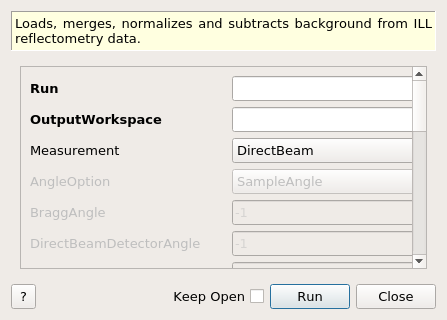 Loads, merges, normalizes and subtracts background from ILL
reflectometry data.
Run
OutputWorkspace
Measurement DirectBeam
AngleOption SampleAngle
BraggAngle -1
DirectBeamDetectorAngle -1
? Keep Open Run Close